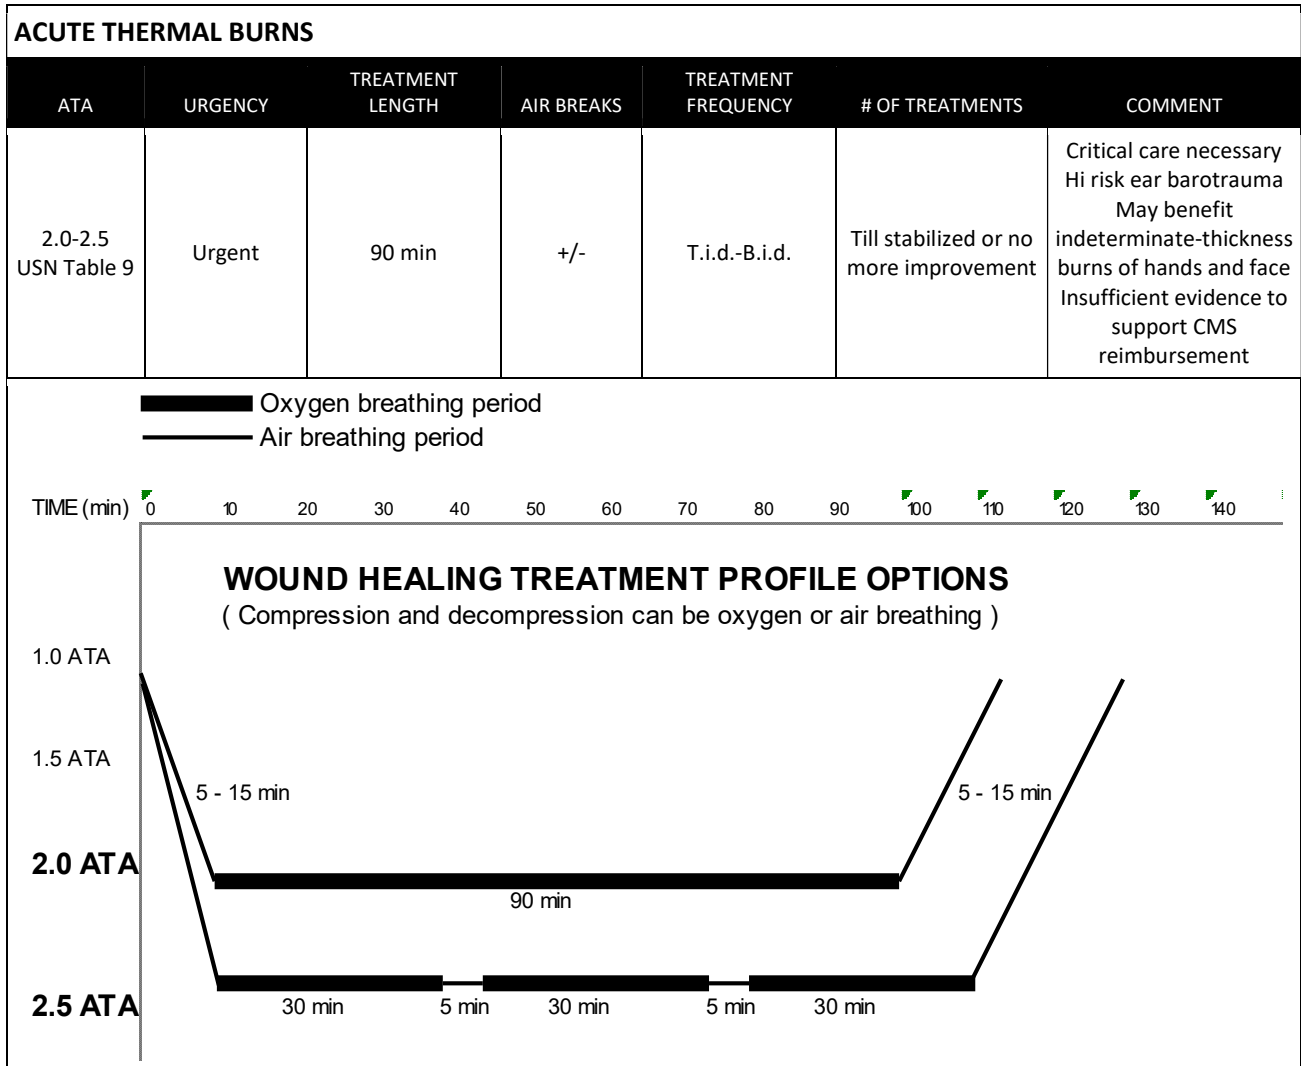 ACUTE THERMAL BURNS
ATA
URGENCY
TREATMENT
LENGTH
AIR BREAKS
TREATMENT
FREQUENCY
# OF TREATMENTS
COMMENT
2.0-2.5
USN Table 9
Urgent
90 min
+/-
T.i.d.-B.i.d.
Till stabilized or no
more improvement
Critical care necessary
Hi risk ear barotrauma
May benefit
indeterminate-thickness
burns of hands and face
Insufficient evidence to
support CMS
reimbursement
Oxygen breathing period
Air breathing period
TIME (min) 0 10 20 30 40 50 60 70 80 90 100 110 120 130 140
WOUND HEALING TREATMENT PROFILE OPTIONS
( Compression and decompression can be oxygen or air breathing )
1.0 ATA
1.5 ATA
5 - 15 min
5 - 15 min
2.0 ATA
90 min
2.5 ATA
30 min
5 min
30 min
5 min
30 min